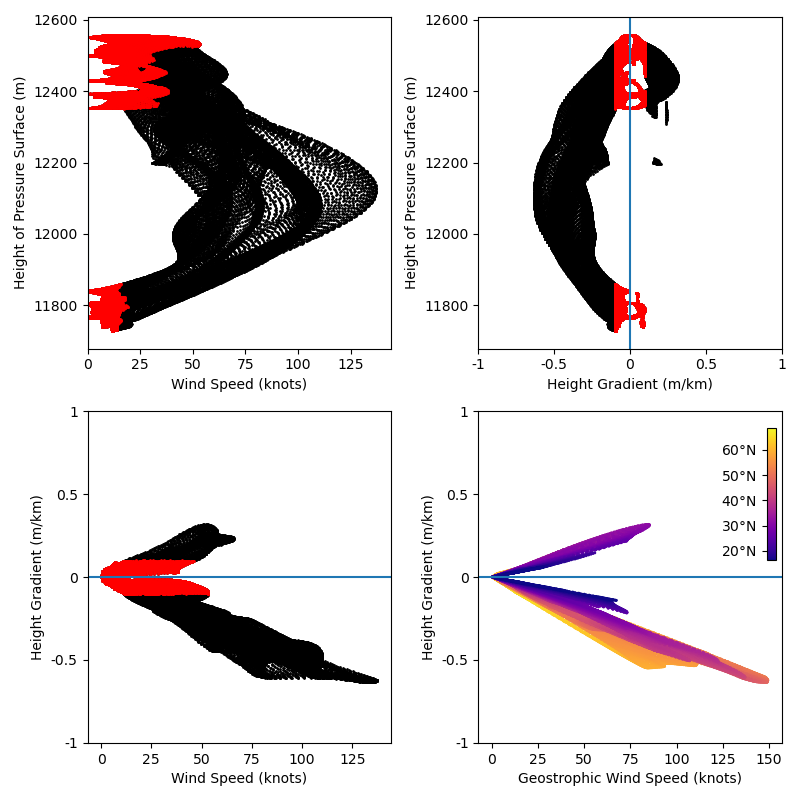 12600
12400
12200
12000
11800
Height of Pressure Surface (m)
0 25 50 75 100 125
Wind Speed (knots)
12600
12400
12200
12000
11800
Height of Pressure Surface (m)
-1 -0.5 0 0.5 1
Height Gradient (m/km)
1
0.5
0
-0.5
-1
Height Gradient (m/km)
0 25 50 75 100 125
Wind Speed (knots)
1
0.5
0
-0.5
-1
Height Gradient (m/km)
60°N
50°N
40°N
30°N
20°N
0 25 50 75 100 125 150
Geostrophic Wind Speed (knots)